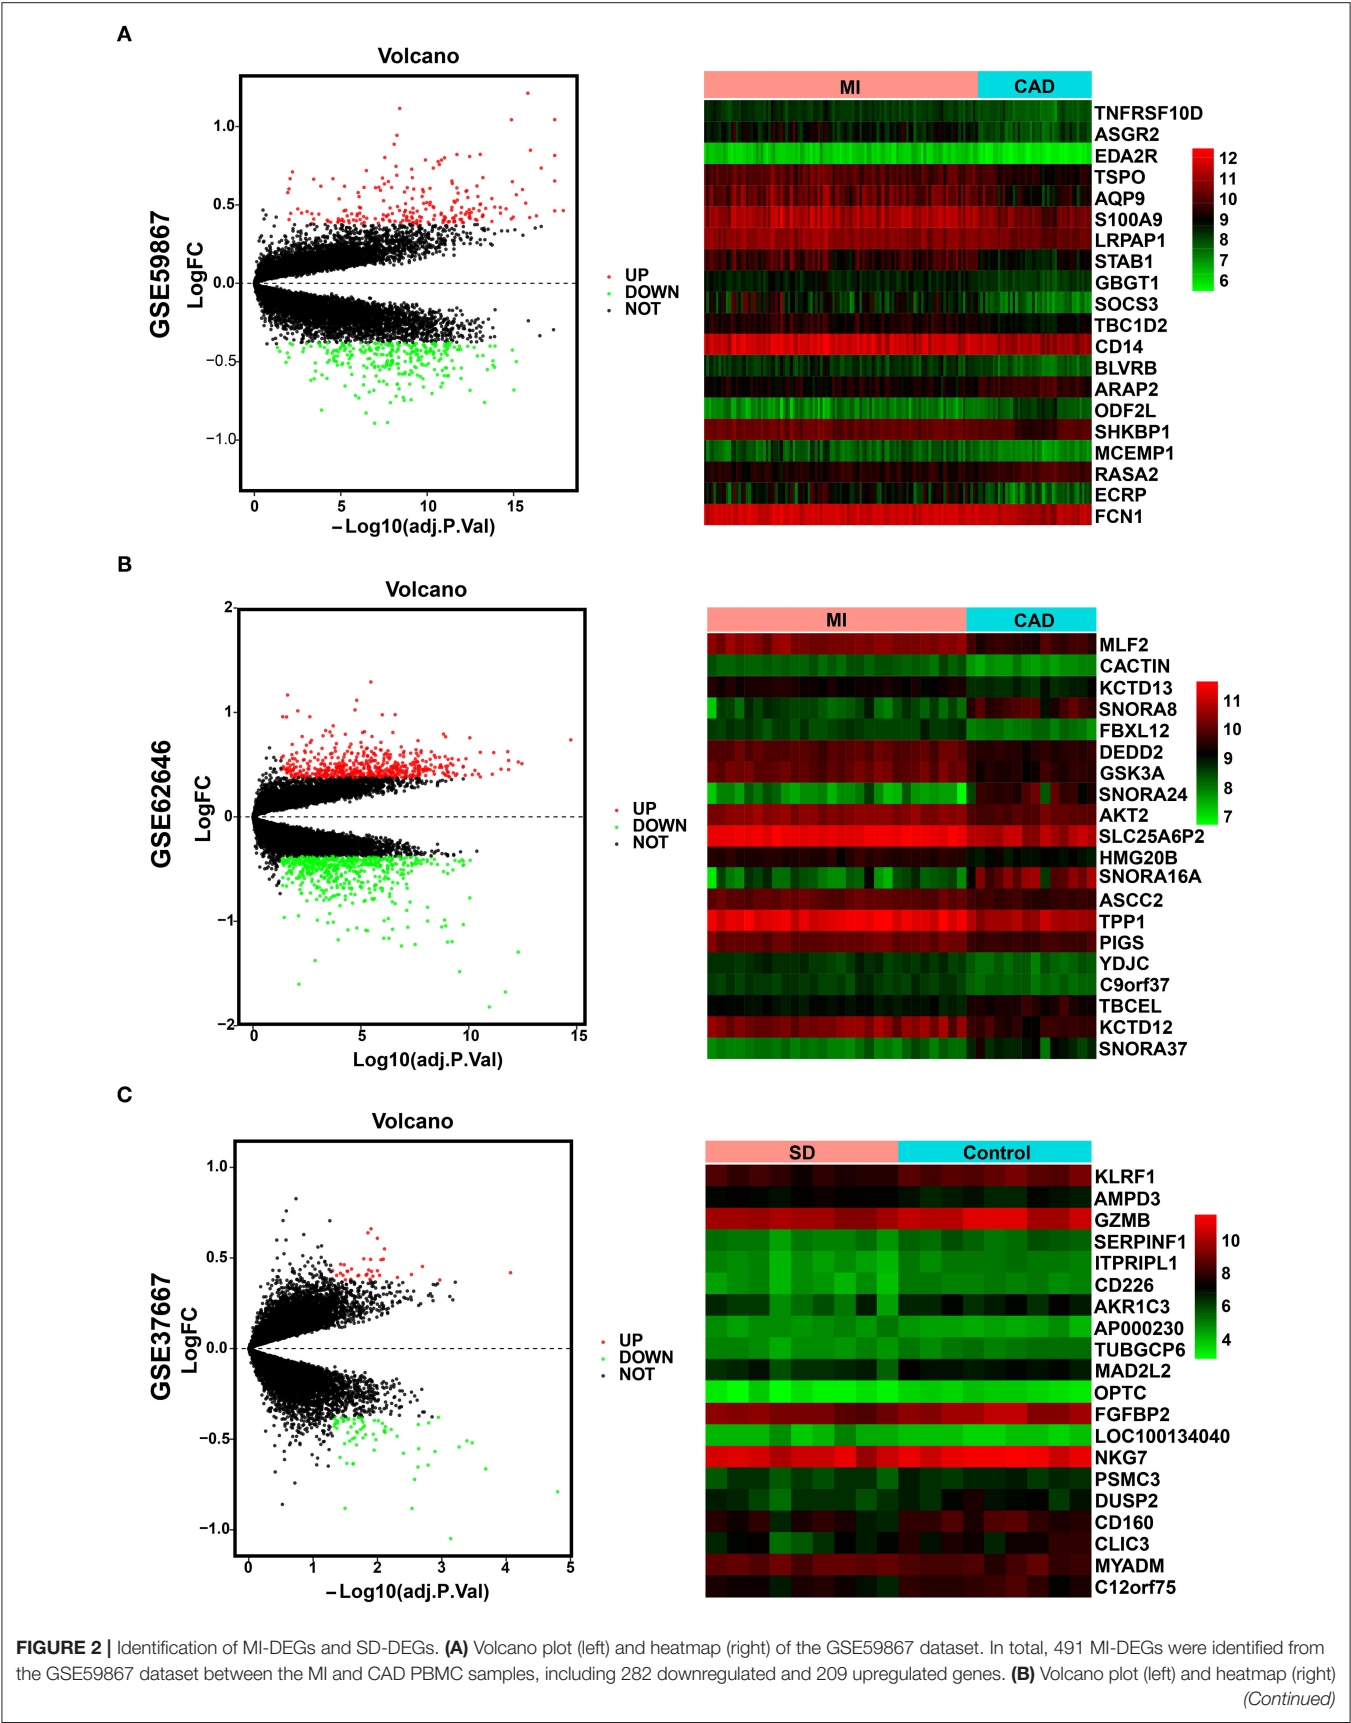 A
Volcano
GSE59867
LogFC
1.0
0.5
0.0
−0.5
−1.0
0 5 10 15
–Log10(adj.P.Val)
UP
DOWN
NOT
MI CAD
TNFRSF10D
ASGR2
EDA2R
TSPO
AQP9
S100A9
LRPAP1
STAB1
GBGT1
SOCS3
TBC1D2
CD14
BLVRB
ARAP2
ODF2L
SHKBP1
MCEMP1
RASA2
ECRP
FCN1
12
11
10
9
8
7
6
B
Volcano
GSE62646
LogFC
2
1
0
−1
−2
0 5 10 15
Log10(adj.P.Val)
UP
DOWN
NOT
MI CAD
MLF2
CACTIN
KCTD13
SNORA8
FBXL12
DEDD2
GSK3A
SNORA24
AKT2
SLC25A6P2
HMG20B
SNORA16A
ASCC2
TPP1
PIGS
YDJC
C9orf37
TBCEL
KCTD12
SNORA37
11
10
9
8
7
C
Volcano
GSE37667
LogFC
1.0
0.5
0.0
−0.5
−1.0
0 1 2 3 4 5
–Log10(adj.P.Val)
UP
DOWN
NOT
SD Control
KLRF1
AMPD3
GZMB
SERPINF1
ITPRIPL1
CD226
AKR1C3
AP000230
TUBGCP6
MAD2L2
OPTC
FGFBP2
LOC100134040
NKG7
PSMC3
DUSP2
CD160
CLIC3
MYADM
C12orf75
10
8
6
4
FIGURE 2 | Identification of MI-DEGs and SD-DEGs. (A) Volcano plot (left) and heatmap (right) of the GSE59867 dataset. In total, 491 MI-DEGs were identified from
the GSE59867 dataset between the MI and CAD PBMC samples, including 282 downregulated and 209 upregulated genes. (B) Volcano plot (left) and heatmap (right)
(Continued)